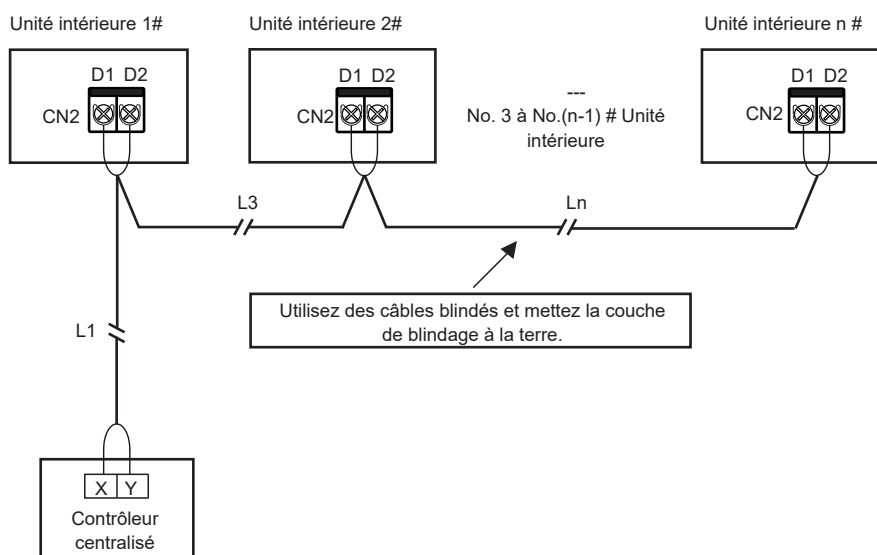 Unité intérieure 1#
Unité intérieure 2#
Unité intérieure n #
D1 D2
CN2
D1 D2
CN2
---
No. 3 à No.(n-1) # Unité
intérieure
D1 D2
CN2
L3
Ln
Utilisez des câbles blindés et mettez la couche
de blindage à la terre.
L1
X Y
Contrôleur
centralisé